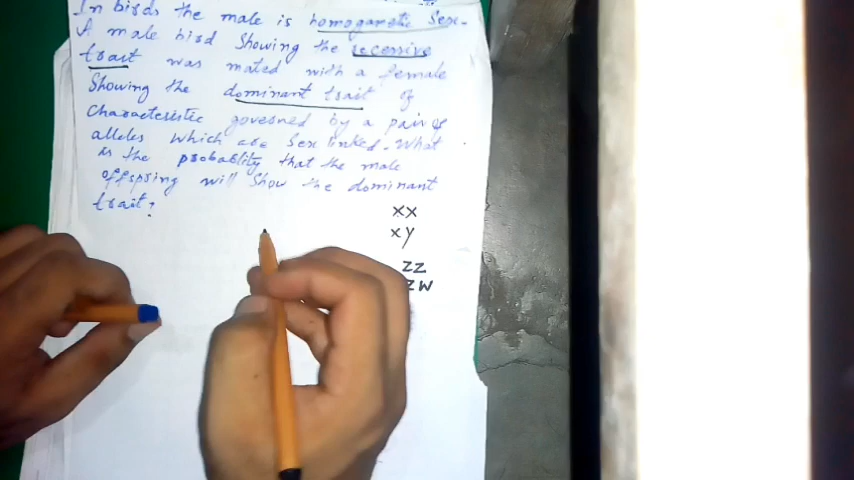 In birds the male is homogametic sex.
A male bird showing the recessive
trait was mated with a female
Showing the dominant trait of
characteristic governed by a pair of
alleles which are sex linked. What
is the probablity that the male
offspring will show the dominant
trait?
XX
XY
ZZ
ZW